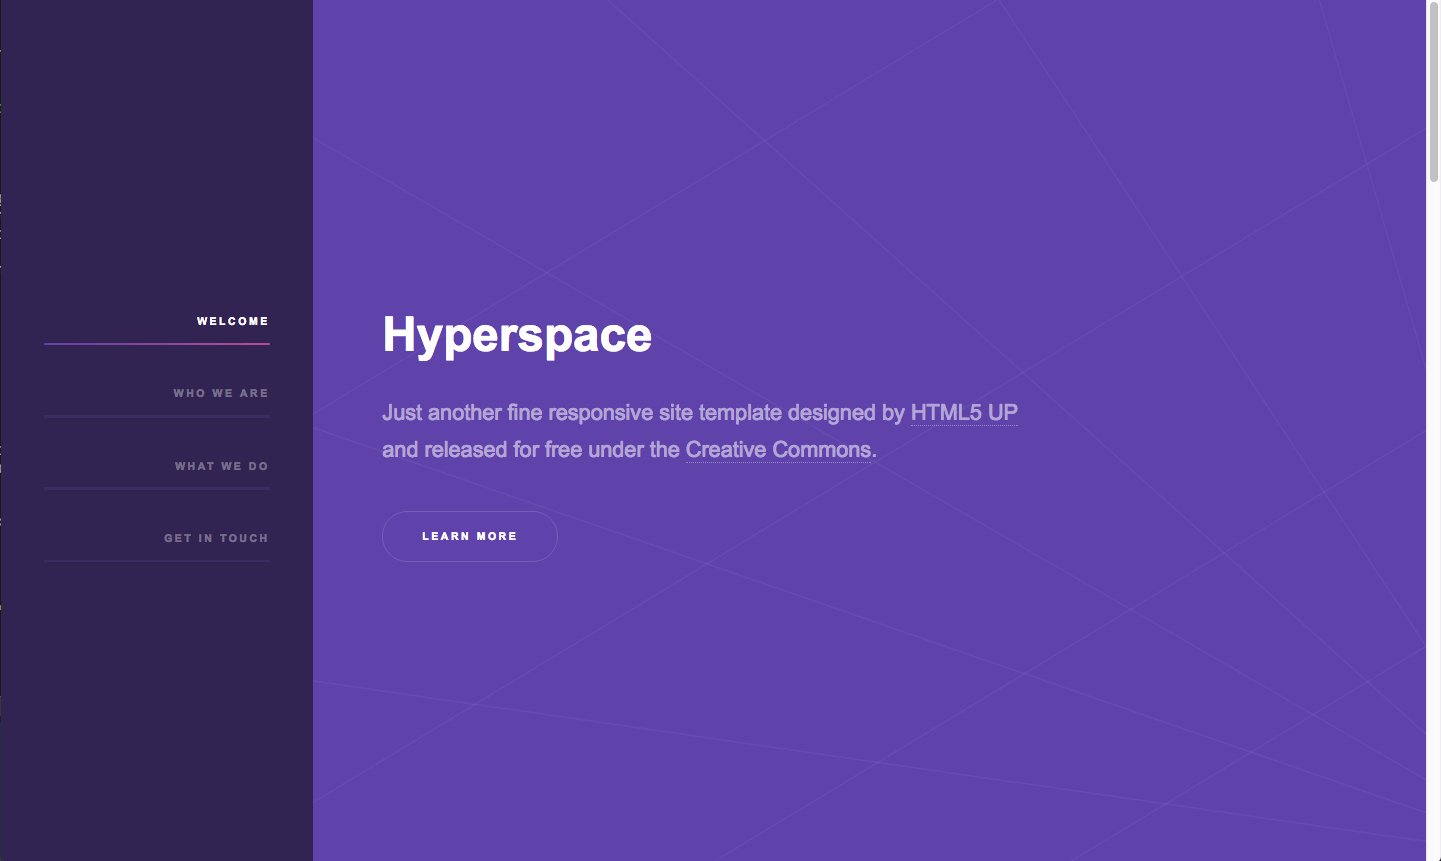 WELCOME
WHO WE ARE
WHAT WE DO
GET IN TOUCH
Hyperspace
Just another fine responsive site template designed by HTML5 UP
and released for free under the Creative Commons.
LEARN MORE